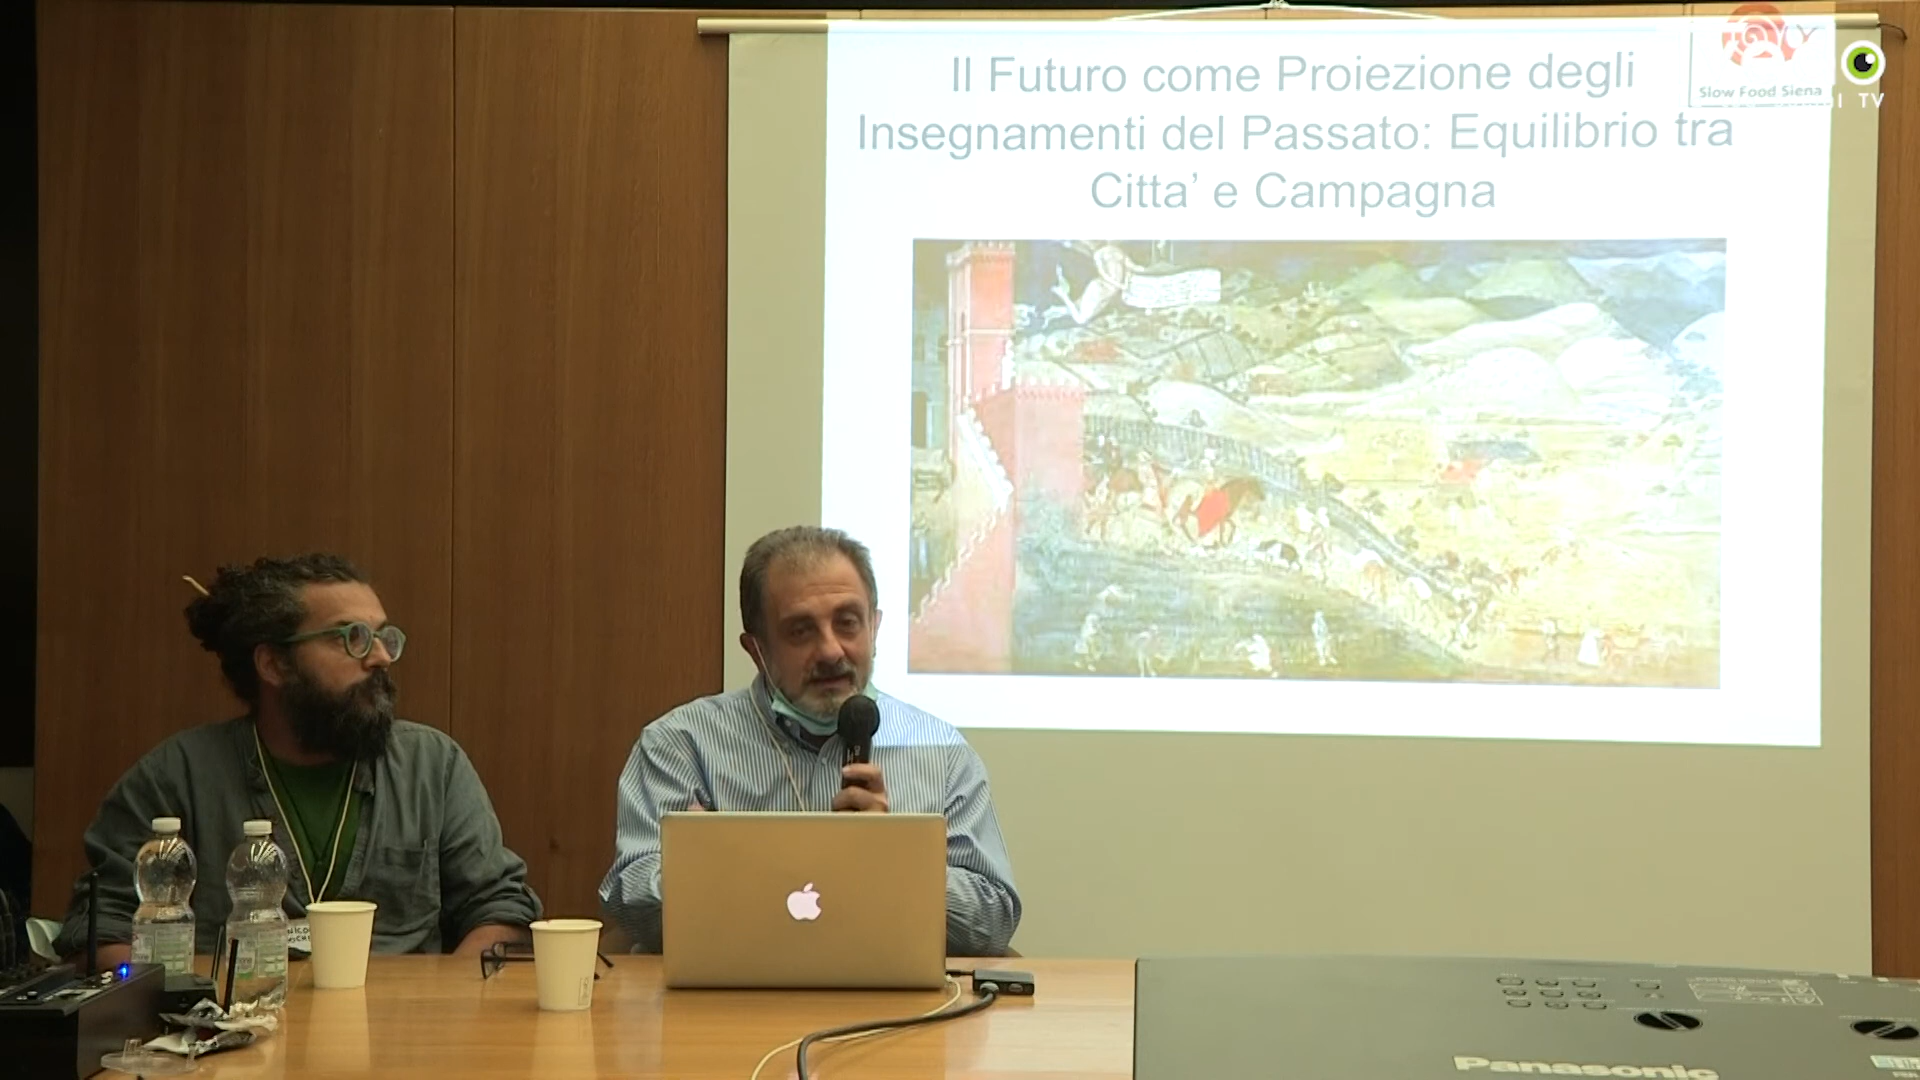 Il Futuro come Proiezione degli
Insegnamenti del Passato: Equilibrio tra
Citta' e Campagna
Slow Food Siena
TV
Panasonic